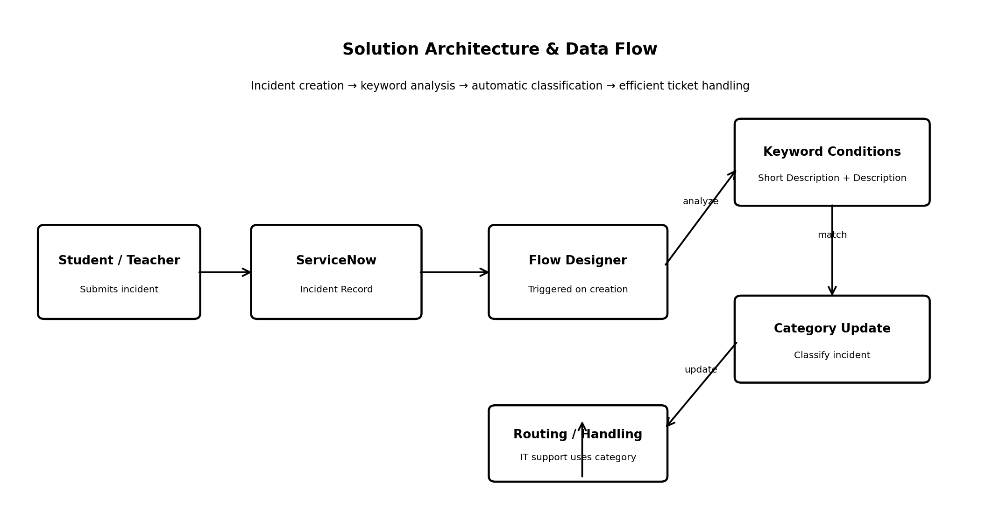 Solution Architecture & Data Flow
Incident creation → keyword analysis → automatic classification → efficient ticket handling
Keyword Conditions
Short Description + Description
analyze
match
Student / Teacher
Submits incident
ServiceNow
Incident Record
Flow Designer
Triggered on creation
Category Update
Classify incident
update
Routing / Handling
IT support uses category